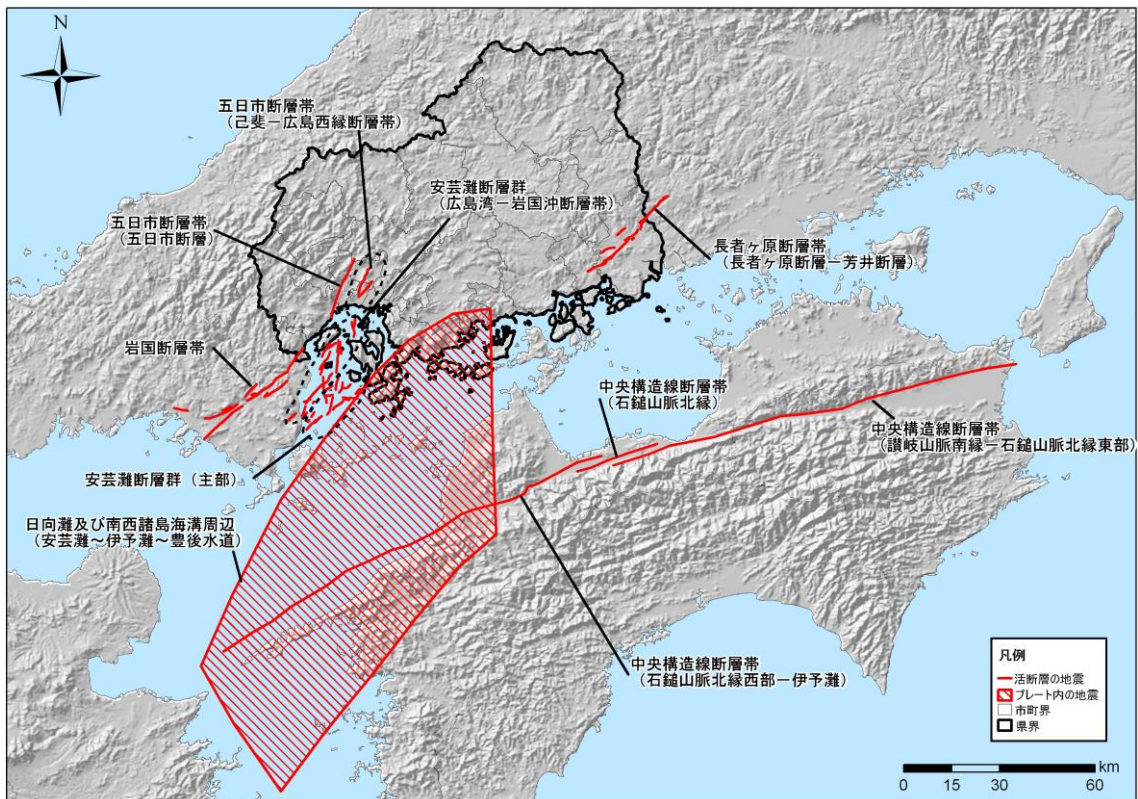 N
五日市断層帯
（己斐－広島西縁断層帯）
安芸灘断層群
（広島湾－岩国沖断層帯）
五日市断層帯
（五日市断層）
長者ヶ原断層帯
（長者ヶ原断層－芳井断層）
岩国断層帯
中央構造線断層帯
（石鎚山脈北縁）
中央構造線断層帯
（讃岐山脈南縁－石鎚山脈北縁東部）
安芸灘断層群（主部）
日向灘及び南西諸島海溝周辺
（安芸灘～伊予灘～豊後水道）
中央構造線断層帯
（石鎚山脈北縁西部－伊予灘）
凡例
活断層の地震
プレート内の地震
市町界
県界
km
0 15 30 60